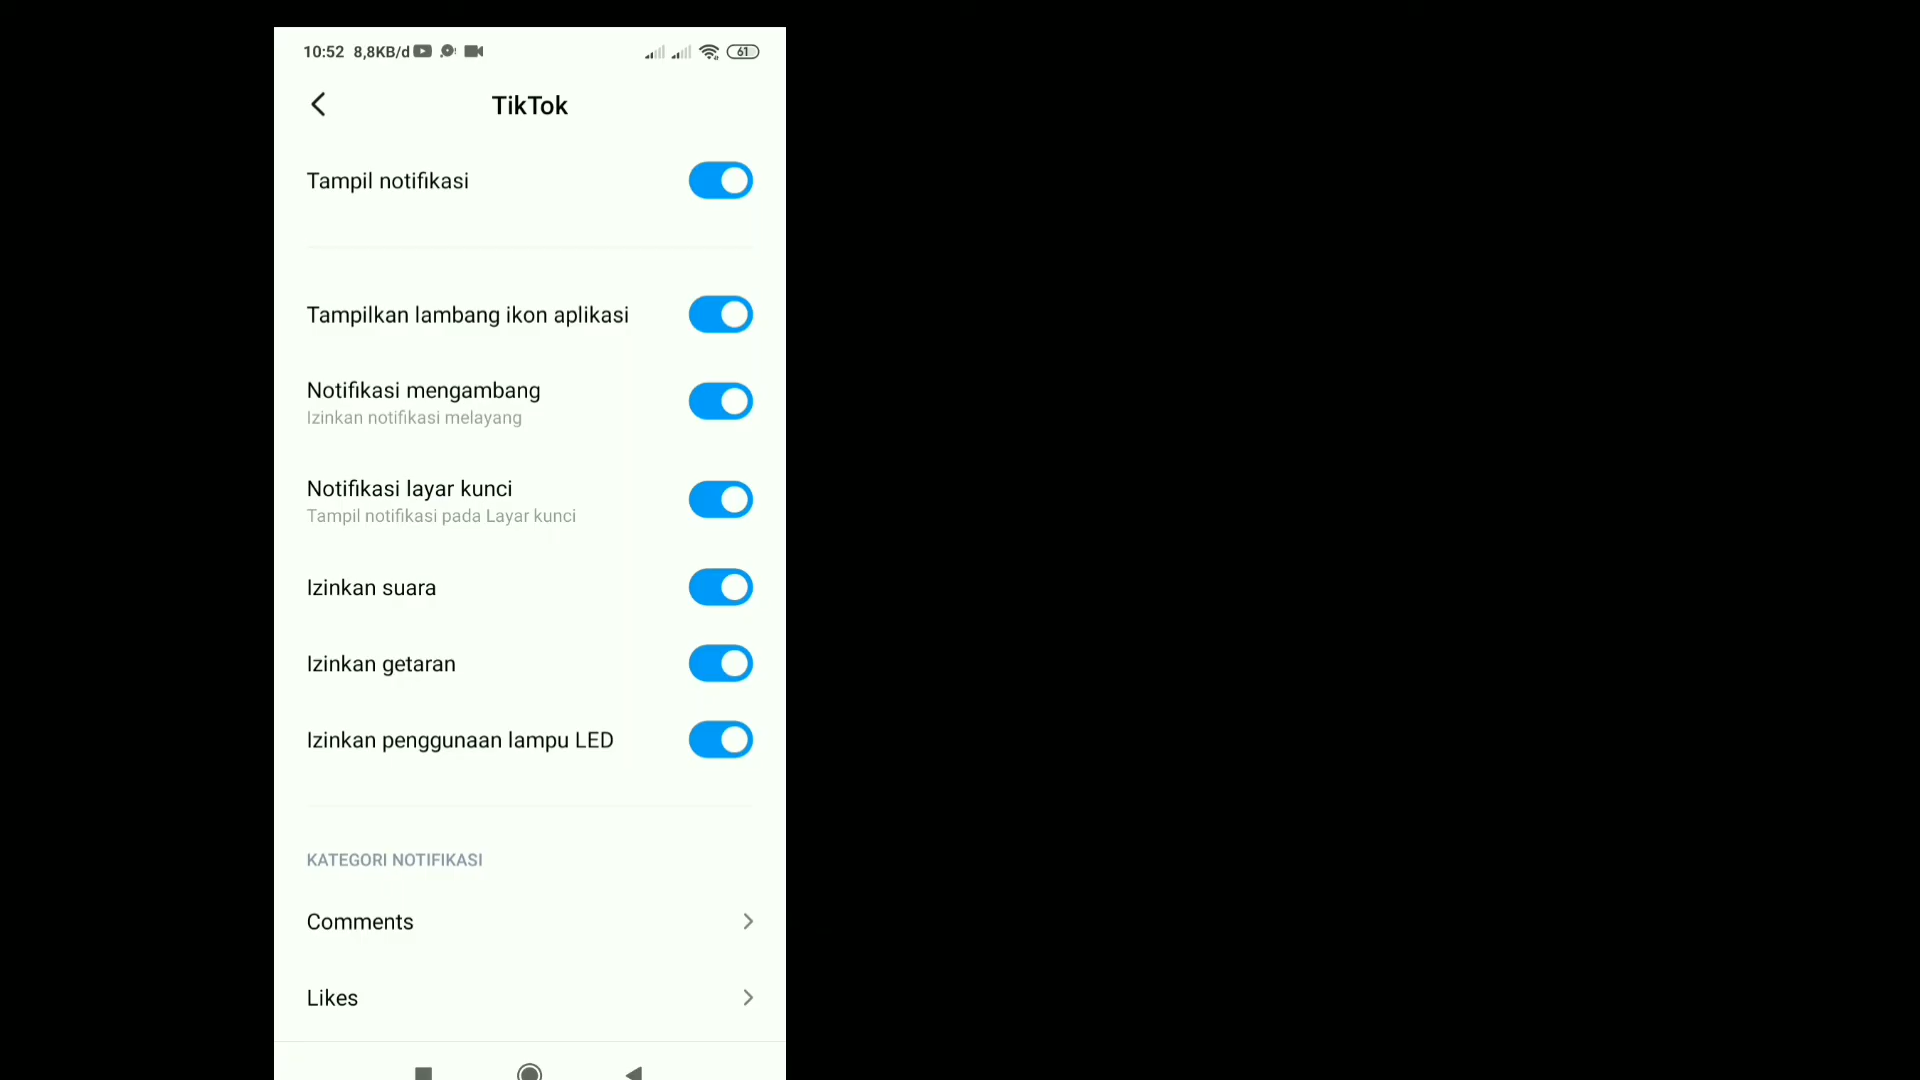 10:52 8,8KB/d 61
TikTok
Tampil notifikasi
Tampilkan lambang ikon aplikasi
Notifikasi mengambang
Izinkan notifikasi melayang
Notifikasi layar kunci
Tampil notifikasi pada Layar kunci
Izinkan suara
Izinkan getaran
Izinkan penggunaan lampu LED
KATEGORI NOTIFIKASI
Comments
Likes